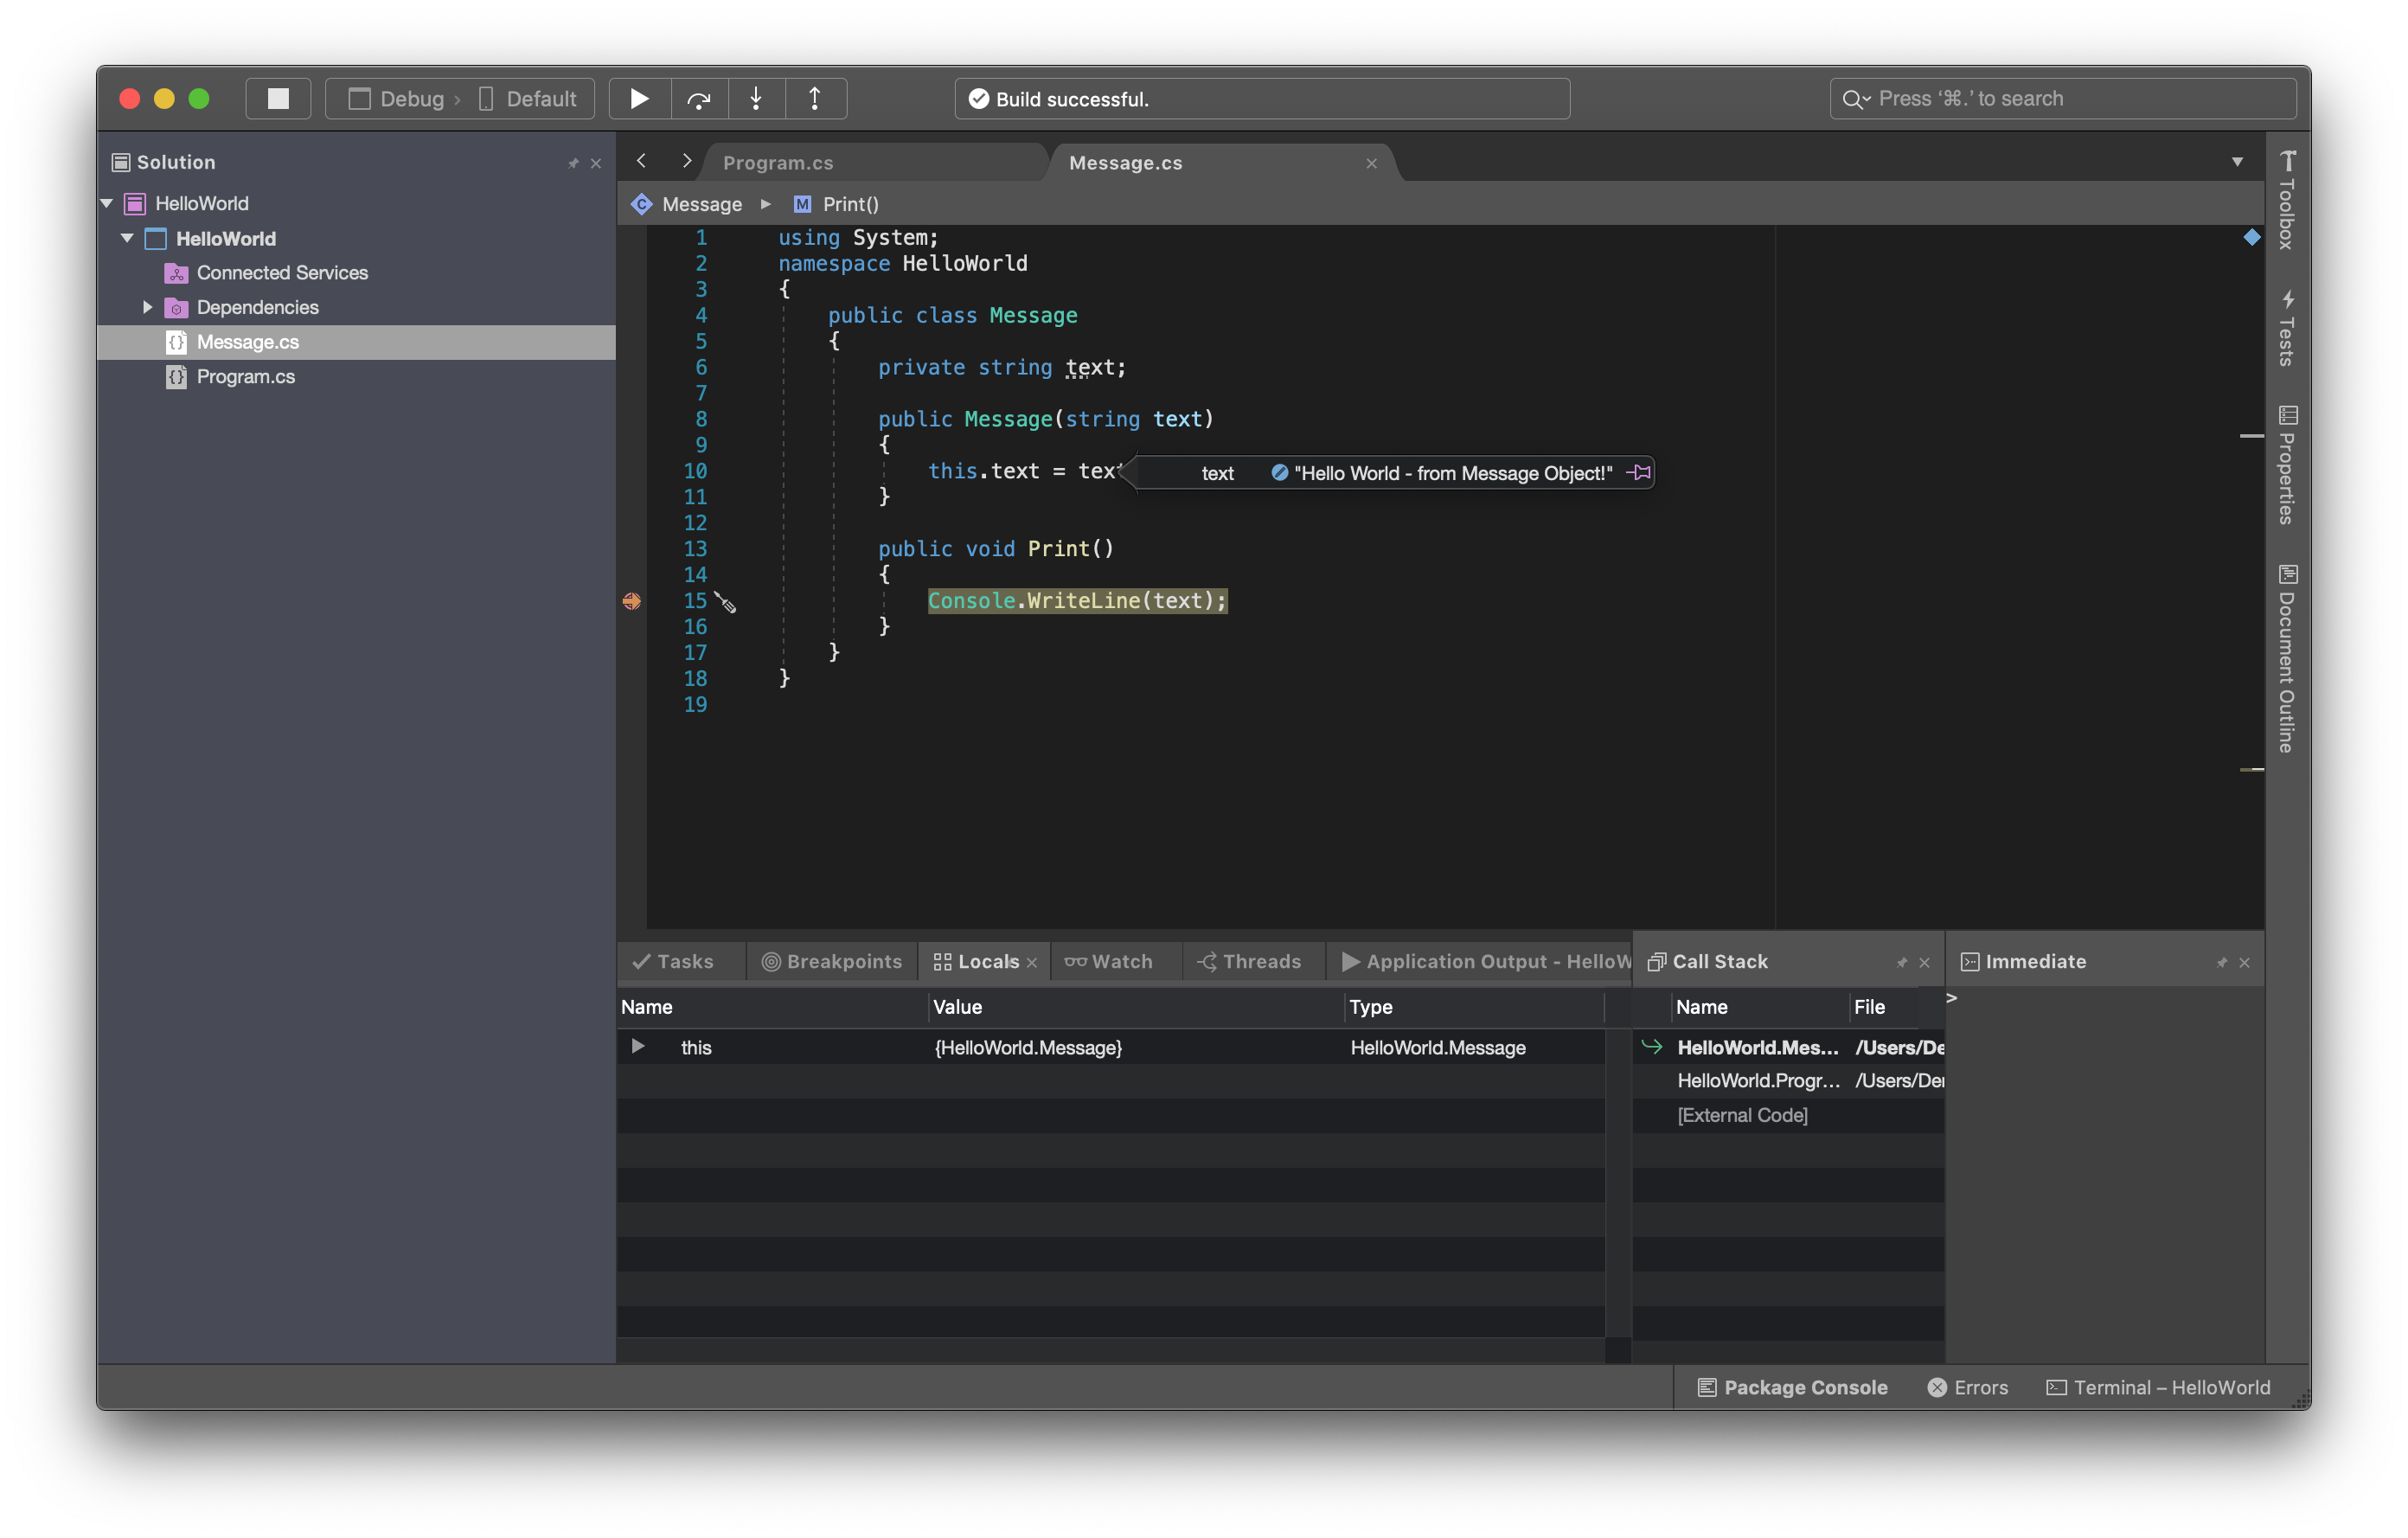 Debug › Default
Build successful.
Press ‘⌘.’ to search
Solution
HelloWorld
HelloWorld
Connected Services
Dependencies
Message.cs
Program.cs
Program.cs
Message.cs
C Message M Print()
1 using System;
2 namespace HelloWorld
3 {
4 public class Message
5 {
6 private string text;
7
8 public Message(string text)
9 {
10 this.text = text
text "Hello World - from Message Object!"
11 }
12
13 public void Print()
14 {
15 Console.WriteLine(text);
16 }
17 }
18 }
19
Toolbox
Tests
Properties
Document Outline
Tasks
Breakpoints
Locals
Watch
Threads
Application Output - HelloW
Name Value Type
this {HelloWorld.Message} HelloWorld.Message
Call Stack
Name File
HelloWorld.Mes... /Users/De
HelloWorld.Progr... /Users/Der
[External Code]
Immediate
>
Package Console
Errors
Terminal – HelloWorld